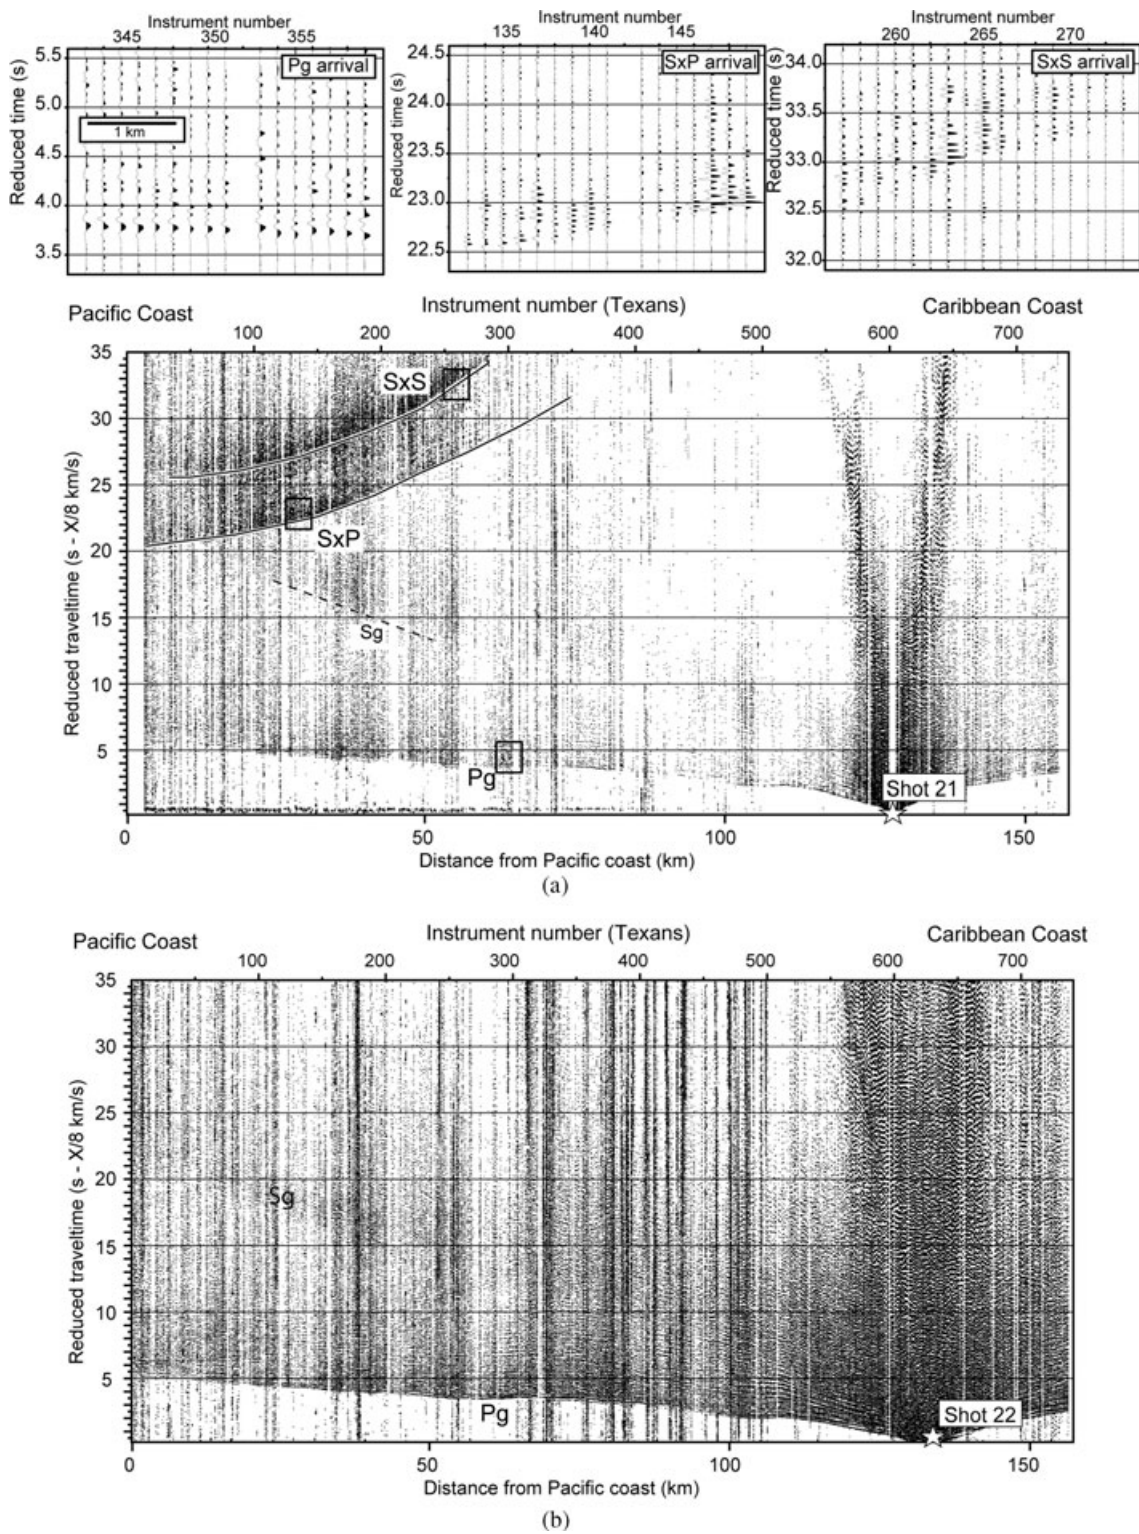 Instrument number
345 350 355
5.5
5.0
4.5
4.0
3.5
Reduced time (s)
Pg arrival
1 km
Instrument number
135 140 145
24.5
24.0
23.5
23.0
22.5
Reduced time (s)
SxP arrival
Instrument number
260 265 270
34.0
33.5
33.0
32.5
32.0
Reduced time (s)
SxS arrival
Pacific Coast
Instrument number (Texans)
Caribbean Coast
100 200 300 400 500 600 700
35
30
25
20
15
10
5
Reduced traveltime (s - X/8 km/s)
SxS
SxP
Sg
Pg
Shot 21
0 50 100 150
Distance from Pacific coast (km)
(a)
Pacific Coast
Instrument number (Texans)
Caribbean Coast
100 200 300 400 500 600 700
35
30
25
20
15
10
5
Reduced traveltime (s - X/8 km/s)
Sg
Pg
Shot 22
0 50 100 150
Distance from Pacific coast (km)
(b)